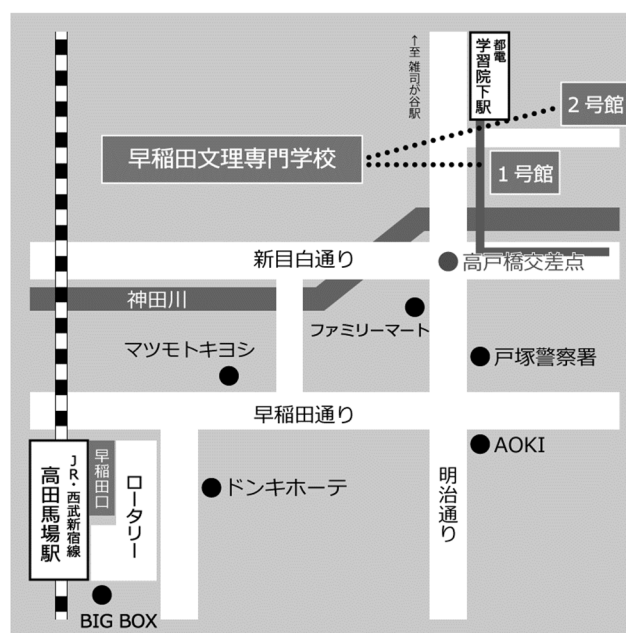 ←至 雑司が谷駅
都電
学習院下駅
2号館
早稲田文理専門学校
1号館
新目白通り
高戸橋交差点
神田川
ファミリーマート
マツモトキヨシ
戸塚警察署
早稲田通り
AOKI
JR・西武新宿線
高田馬場駅
早稲田口
ロータリー
ドンキホーテ
明治通り
BIG BOX